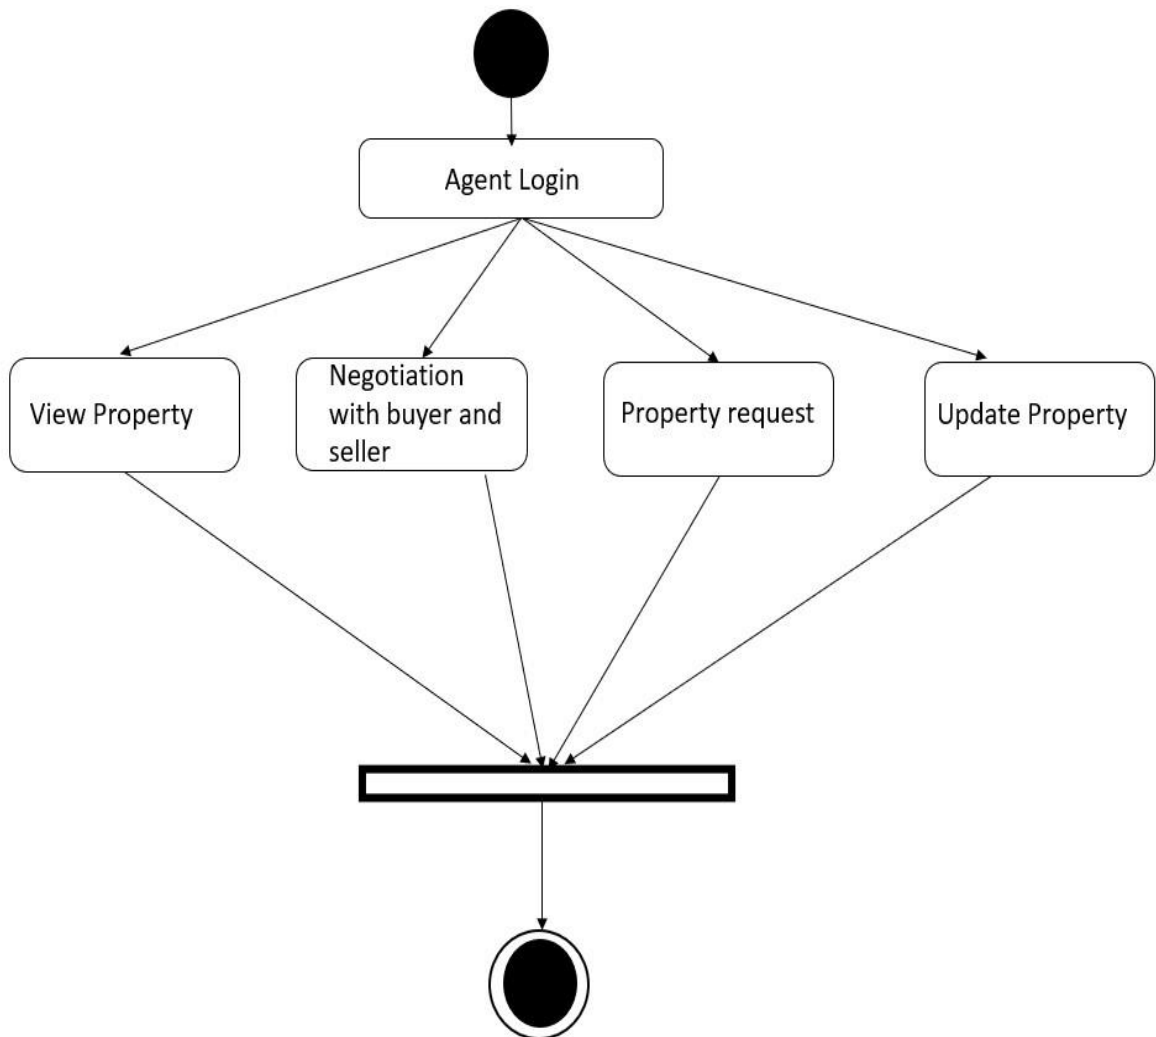 Agent Login
View Property
Negotiation
with buyer and
seller
Property request
Update Property